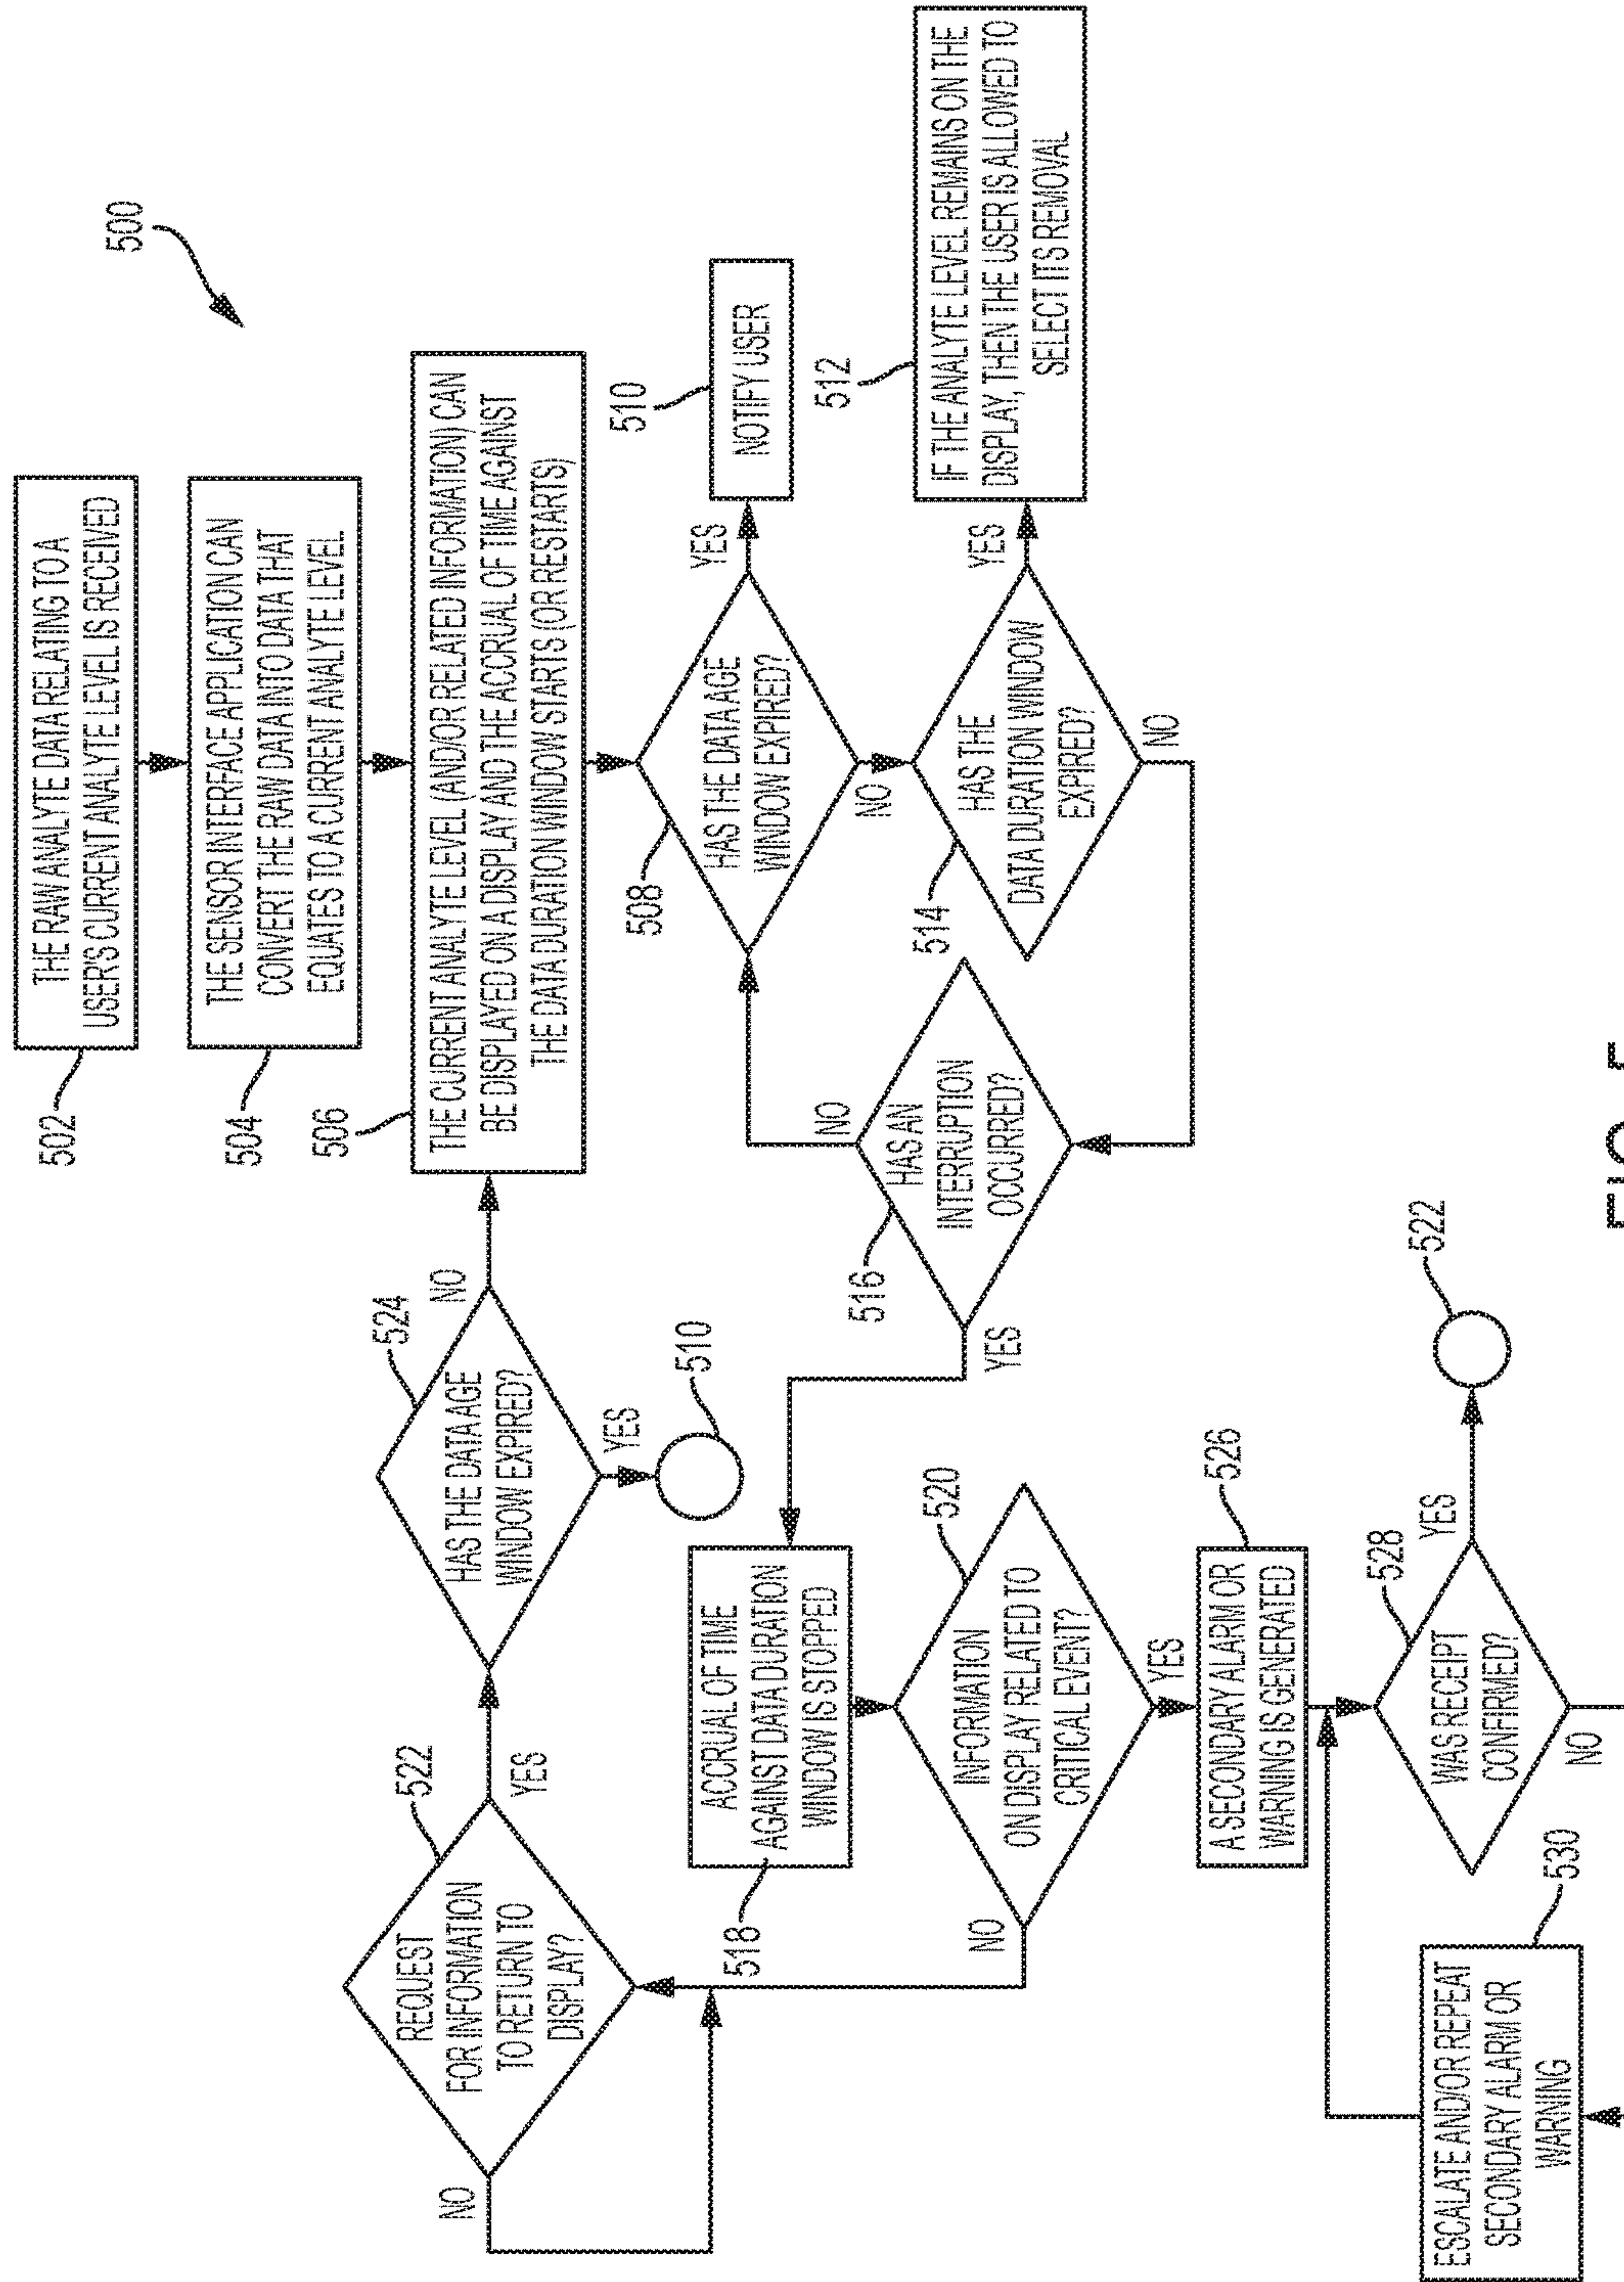 500
THE RAW ANALYTE DATA RELATING TO A
USER'S CURRENT ANALYTE LEVEL IS RECEIVED
502
THE SENSOR INTERFACE APPLICATION CAN
CONVERT THE RAW DATA INTO DATA THAT
EQUATES TO A CURRENT ANALYTE LEVEL
504
THE CURRENT ANALYTE LEVEL (AND/OR RELATED INFORMATION) CAN
BE DISPLAYED ON A DISPLAY AND THE ACCRUAL OF TIME AGAINST
THE DATA DURATION WINDOW STARTS (OR RESTARTS)
506
HAS THE DATA AGE
WINDOW EXPIRED?
508
YES
NO
NOTIFY USER
510
HAS THE
DATA DURATION WINDOW
EXPIRED?
514
YES
NO
IF THE ANALYTE LEVEL REMAINS ON THE
DISPLAY, THEN THE USER IS ALLOWED TO
SELECT ITS REMOVAL
512
HAS AN
INTERRUPTION
OCCURRED?
516
NO
YES
ACCRUAL OF TIME
AGAINST DATA DURATION
WINDOW IS STOPPED
518
INFORMATION
ON DISPLAY RELATED TO
CRITICAL EVENT?
520
NO
YES
REQUEST
FOR INFORMATION
TO RETURN TO
DISPLAY?
522
NO
YES
HAS THE DATA AGE
WINDOW EXPIRED?
524
NO
YES
510
A SECONDARY ALARM OR
WARNING IS GENERATED
526
WAS RECEIPT
CONFIRMED?
528
YES
522
NO
ESCALATE AND/OR REPEAT
SECONDARY ALARM OR
WARNING
530